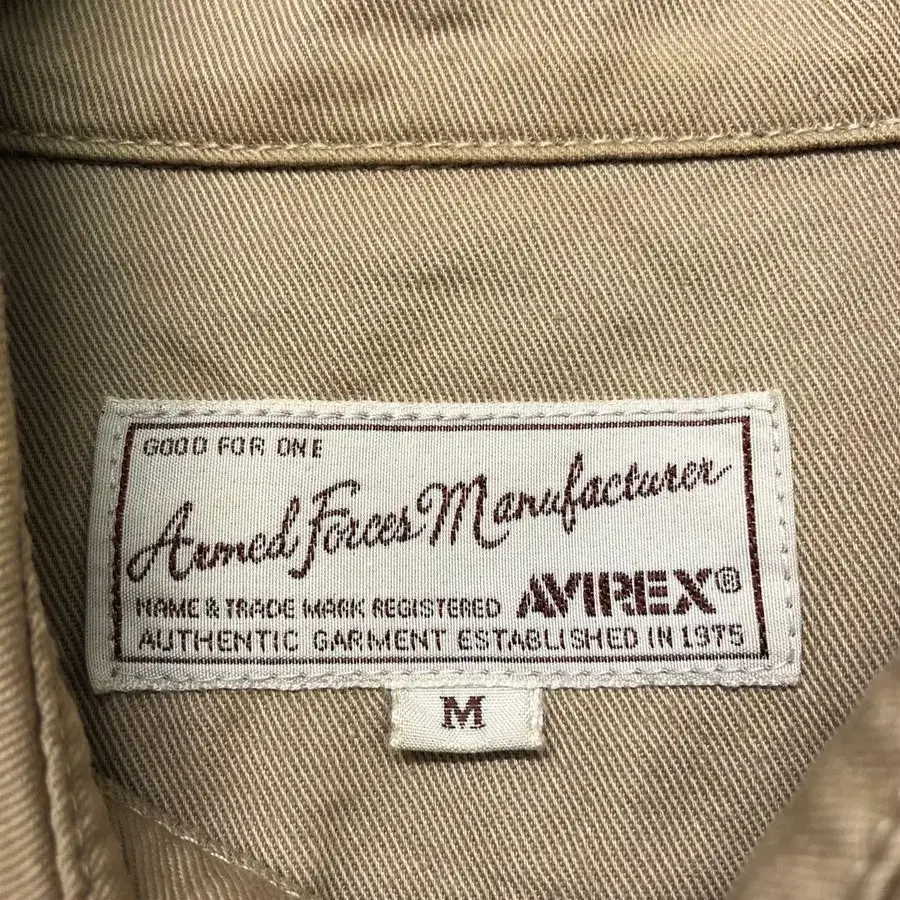 GOOD FOR ONE
Armed Forces Manufacturer
NAME & TRADE MARK REGISTERED AVIREX®
AUTHENTIC GARMENT ESTABLISHED IN 1975
M